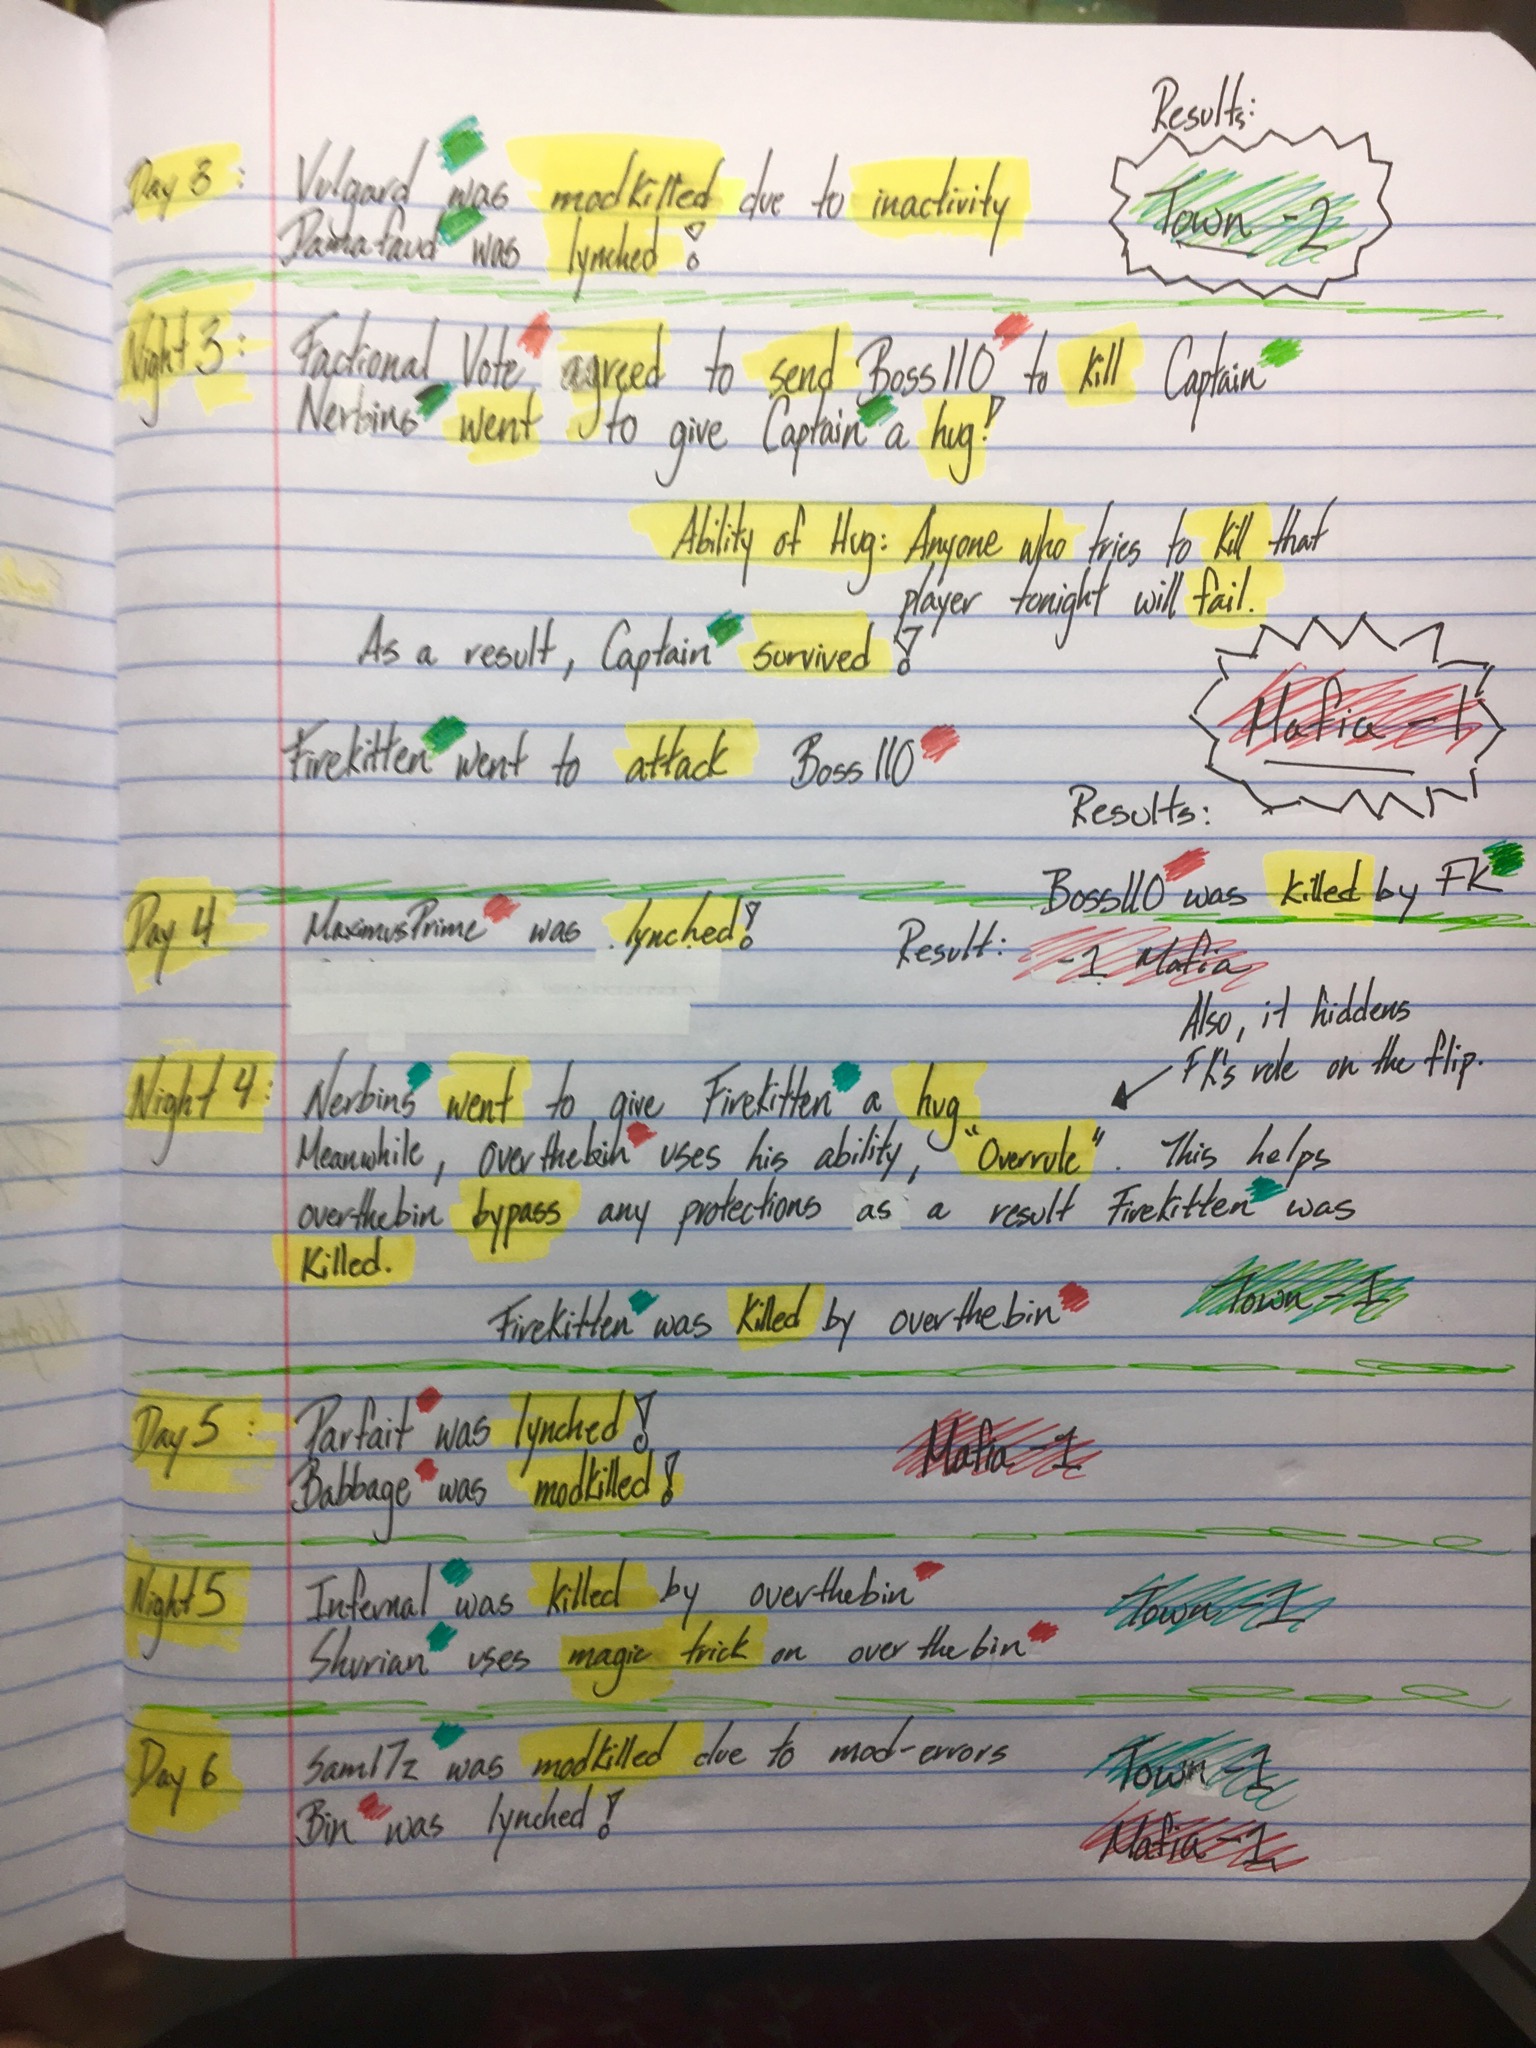 Results:
Day 3: Vulgard was modkilled due to inactivity
Town -2
Damafaud was lynched!
Night 3: Factional Vote agreed to send Boss110 to kill Captain
Nerbins went to give Captain a hug!
Ability of Hug: Anyone who tries to kill that
player tonight will fail.
As a result, Captain survived!
Mafia -1
Firekitten went to attack Boss110
Results:
Boss110 was killed by FK
Day 4 MaximusPrime was lynched! Result: -1 Mafia
Also, it hiddens
FK's role on the flip.
Night 4: Nerbins went to give Firekitten a hug
Meanwhile, overthebin uses his ability, "Overrule". This helps
overthebin bypass any protections as a result Firekitten was
killed.
Firekitten was killed by overthebin Town -1
Day 5: Parfait was lynched! Mafia -1
Babbage was modkilled!
Night 5 Infernal was killed by overthebin Town -1
Shurian uses magic trick on overthebin
Day 6 Sam17z was modkilled due to mod-errors Town -1
Bin was lynched! Mafia -1